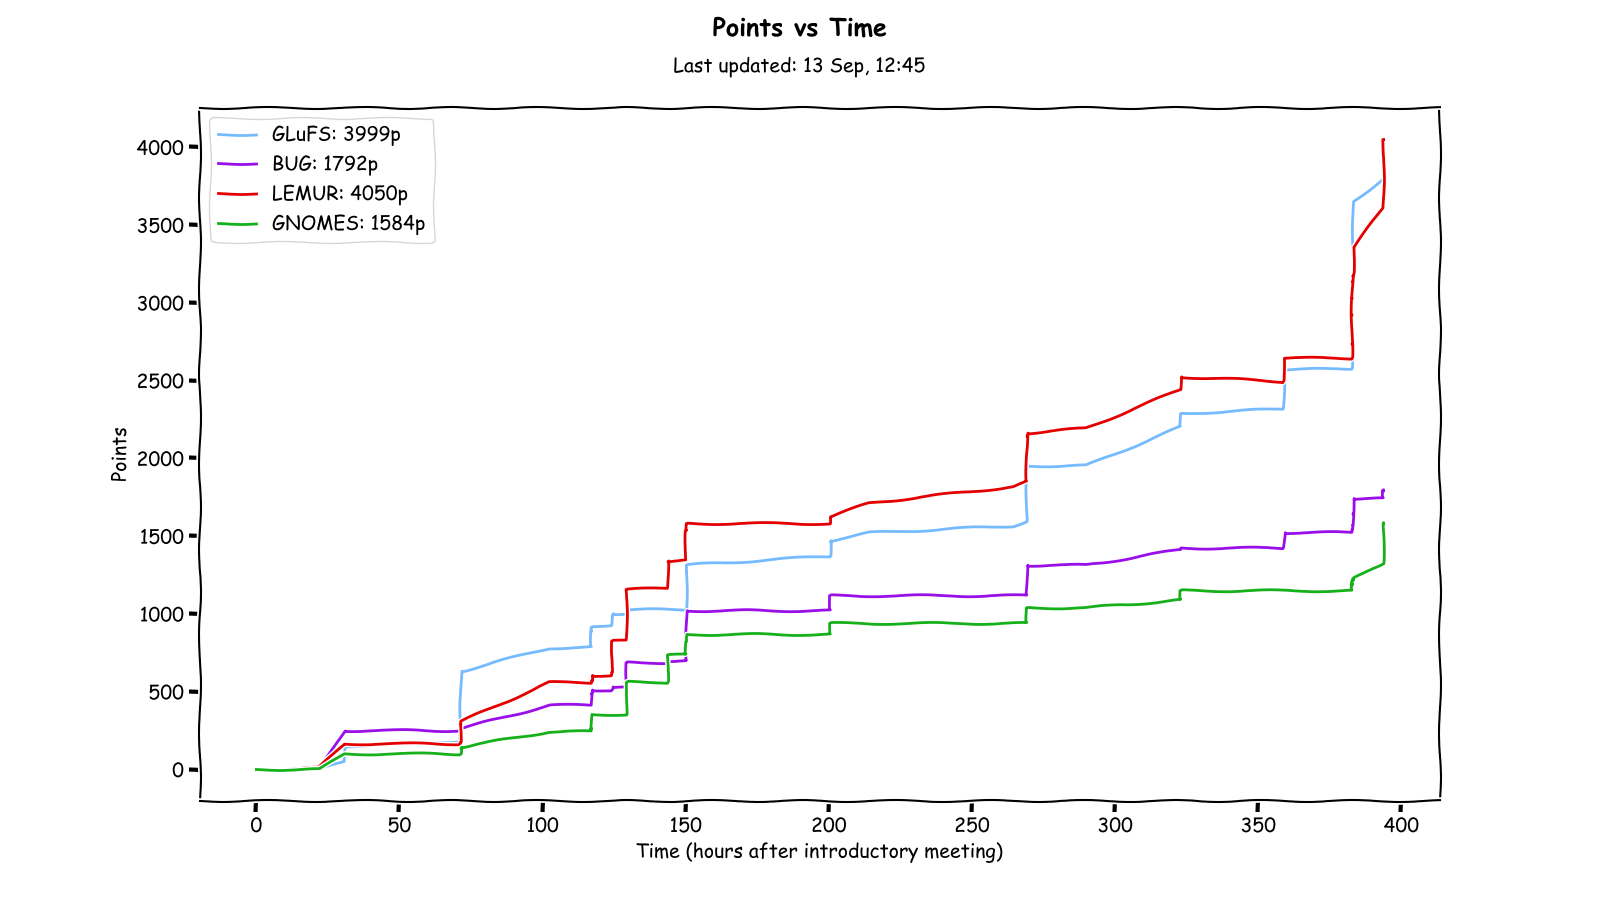 Points vs Time
Last updated: 13 Sep, 12:45
GLuFS: 3999p
BUG: 1792p
LEMUR: 4050p
GNOMES: 1584p
4000
3500
3000
2500
2000
1500
1000
500
0
Points
0 50 100 150 200 250 300 350 400
Time (hours after introductory meeting)